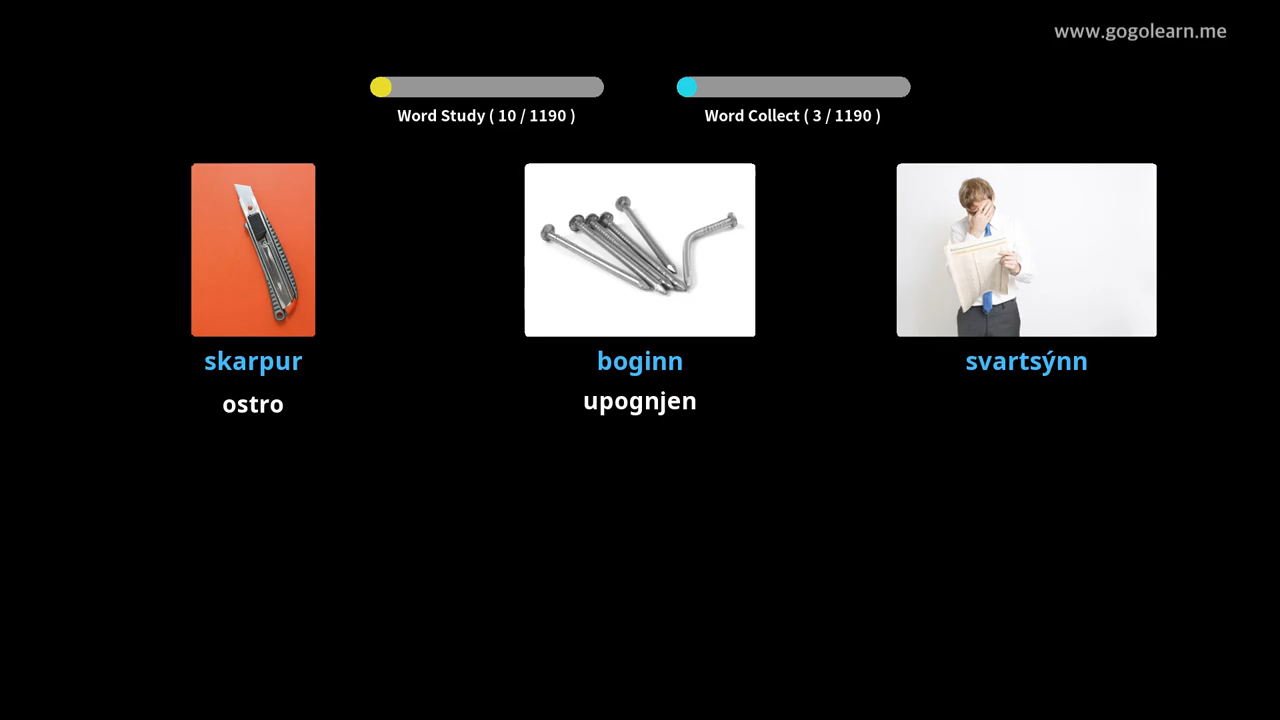 www.gogolearn.me
Word Study ( 10 / 1190 )
Word Collect ( 3 / 1190 )
skarpur
boginn
svartsýnn
ostro
upognjen